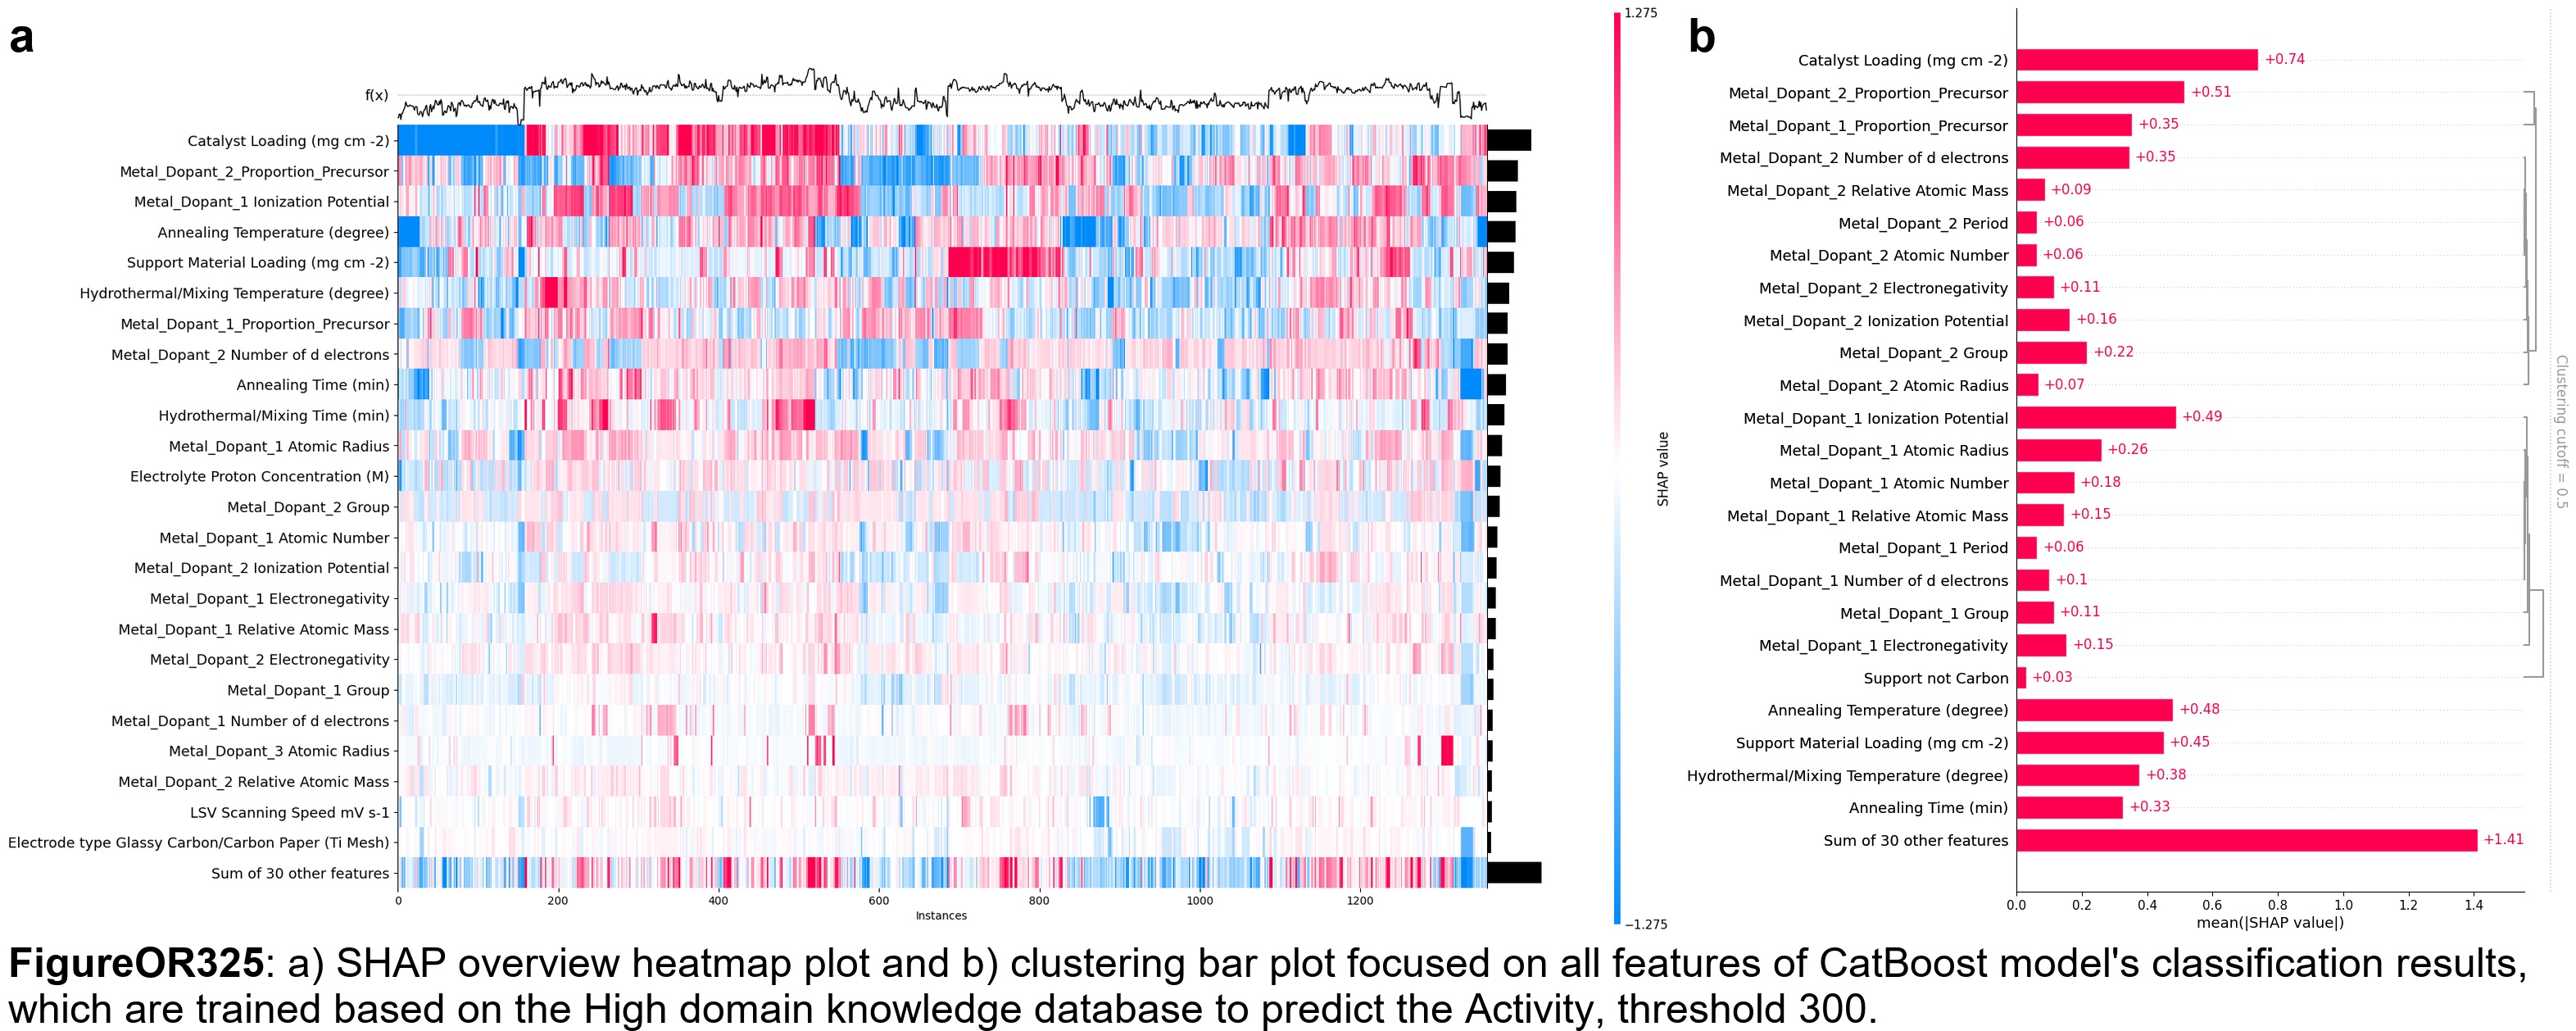 a
f(x)
Catalyst Loading (mg cm -2)
Metal_Dopant_2_Proportion_Precursor
Metal_Dopant_1 Ionization Potential
Annealing Temperature (degree)
Support Material Loading (mg cm -2)
Hydrothermal/Mixing Temperature (degree)
Metal_Dopant_1_Proportion_Precursor
Metal_Dopant_2 Number of d electrons
Annealing Time (min)
Hydrothermal/Mixing Time (min)
Metal_Dopant_1 Atomic Radius
Electrolyte Proton Concentration (M)
Metal_Dopant_2 Group
Metal_Dopant_1 Atomic Number
Metal_Dopant_2 Ionization Potential
Metal_Dopant_1 Electronegativity
Metal_Dopant_1 Relative Atomic Mass
Metal_Dopant_2 Electronegativity
Metal_Dopant_1 Group
Metal_Dopant_1 Number of d electrons
Metal_Dopant_3 Atomic Radius
Metal_Dopant_2 Relative Atomic Mass
LSV Scanning Speed mV s-1
Electrode type Glassy Carbon/Carbon Paper (Ti Mesh)
Sum of 30 other features
0 200 400 600 800 1000 1200
Instances
1.275
SHAP value
−1.275
b
Catalyst Loading (mg cm -2) +0.74
Metal_Dopant_2_Proportion_Precursor +0.51
Metal_Dopant_1_Proportion_Precursor +0.35
Metal_Dopant_2 Number of d electrons +0.35
Metal_Dopant_2 Relative Atomic Mass +0.09
Metal_Dopant_2 Period +0.06
Metal_Dopant_2 Atomic Number +0.06
Metal_Dopant_2 Electronegativity +0.11
Metal_Dopant_2 Ionization Potential +0.16
Metal_Dopant_2 Group +0.22
Metal_Dopant_2 Atomic Radius +0.07
Metal_Dopant_1 Ionization Potential +0.49
Metal_Dopant_1 Atomic Radius +0.26
Metal_Dopant_1 Atomic Number +0.18
Metal_Dopant_1 Relative Atomic Mass +0.15
Metal_Dopant_1 Period +0.06
Metal_Dopant_1 Number of d electrons +0.1
Metal_Dopant_1 Group +0.11
Metal_Dopant_1 Electronegativity +0.15
Support not Carbon +0.03
Annealing Temperature (degree) +0.48
Support Material Loading (mg cm -2) +0.45
Hydrothermal/Mixing Temperature (degree) +0.38
Annealing Time (min) +0.33
Sum of 30 other features +1.41
0.0 0.2 0.4 0.6 0.8 1.0 1.2 1.4
mean(|SHAP value|)
Clustering cutoff = 0.5
FigureOR325: a) SHAP overview heatmap plot and b) clustering bar plot focused on all features of CatBoost model's classification results,
which are trained based on the High domain knowledge database to predict the Activity, threshold 300.